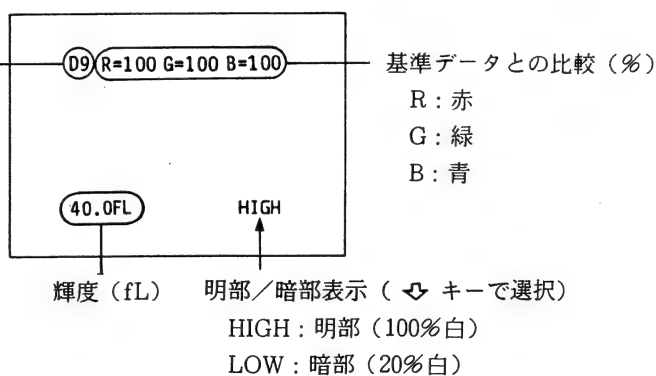 D9 R=100 G=100 B=100
基準データとの比較（%）
R：赤
G：緑
B：青
40.0FL
HIGH
輝度（fL）
明部／暗部表示（ キーで選択）
HIGH：明部（100%白）
LOW：暗部（20%白）